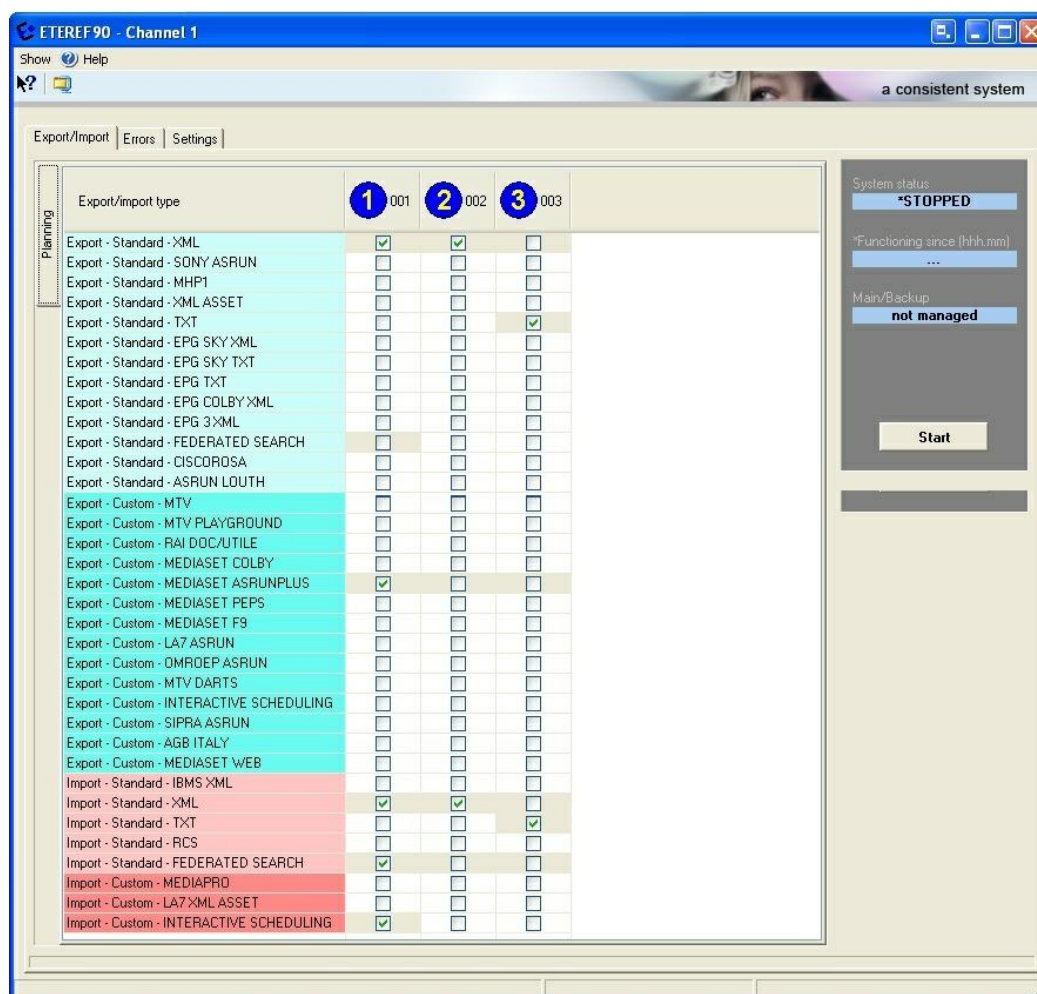 ETEREF90 - Channel 1
Show Help
a consistent system
Export/Import Errors Settings
Planning
Export/import type 1 001 2 002 3 003
Export - Standard - XML
Export - Standard - SONY ASRUN
Export - Standard - MHP1
Export - Standard - XML ASSET
Export - Standard - TXT
Export - Standard - EPG SKY XML
Export - Standard - EPG SKY TXT
Export - Standard - EPG TXT
Export - Standard - EPG COLBY XML
Export - Standard - EPG 3 XML
Export - Standard - FEDERATED SEARCH
Export - Standard - CISCOROSA
Export - Standard - ASRUN LOUTH
Export - Custom - MTV
Export - Custom - MTV PLAYGROUND
Export - Custom - RAI DOC/UTILE
Export - Custom - MEDIASET COLBY
Export - Custom - MEDIASET ASRUNPLUS
Export - Custom - MEDIASET PEPS
Export - Custom - MEDIASET F9
Export - Custom - LA7 ASRUN
Export - Custom - OMROEP ASRUN
Export - Custom - MTV DARTS
Export - Custom - INTERACTIVE SCHEDULING
Export - Custom - SIPRA ASRUN
Export - Custom - AGB ITALY
Export - Custom - MEDIASET WEB
Import - Standard - IBMS XML
Import - Standard - XML
Import - Standard - TXT
Import - Standard - RCS
Import - Standard - FEDERATED SEARCH
Import - Custom - MEDIAPRO
Import - Custom - LA7 XML ASSET
Import - Custom - INTERACTIVE SCHEDULING
System status
*STOPPED
*Functioning since (hhh.mm)
...
Main/Backup
not managed
Start